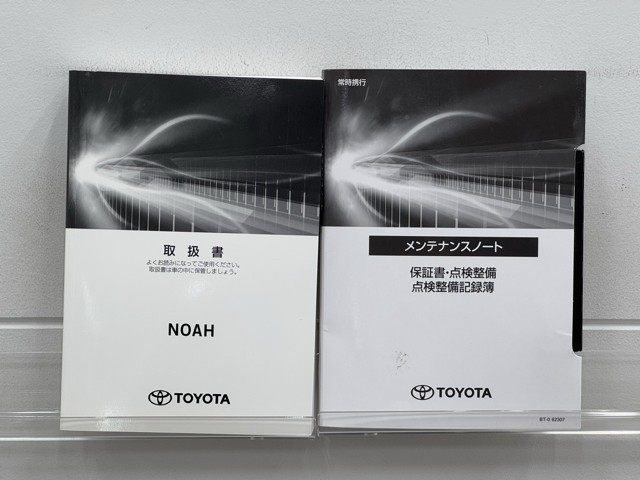 取扱書
よくお読みになってご使用ください。
取扱書は車の中に保管しましょう。
NOAH
TOYOTA
常時携行
メンテナンスノート
保証書・点検整備
点検整備記録簿
TOYOTA